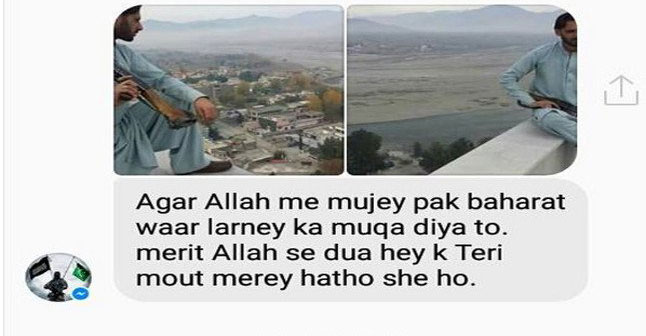 Agar Allah me mujey pak baharat
waar larney ka muqa diya to.
merit Allah se dua hey k Teri
mout merey hatho she ho.